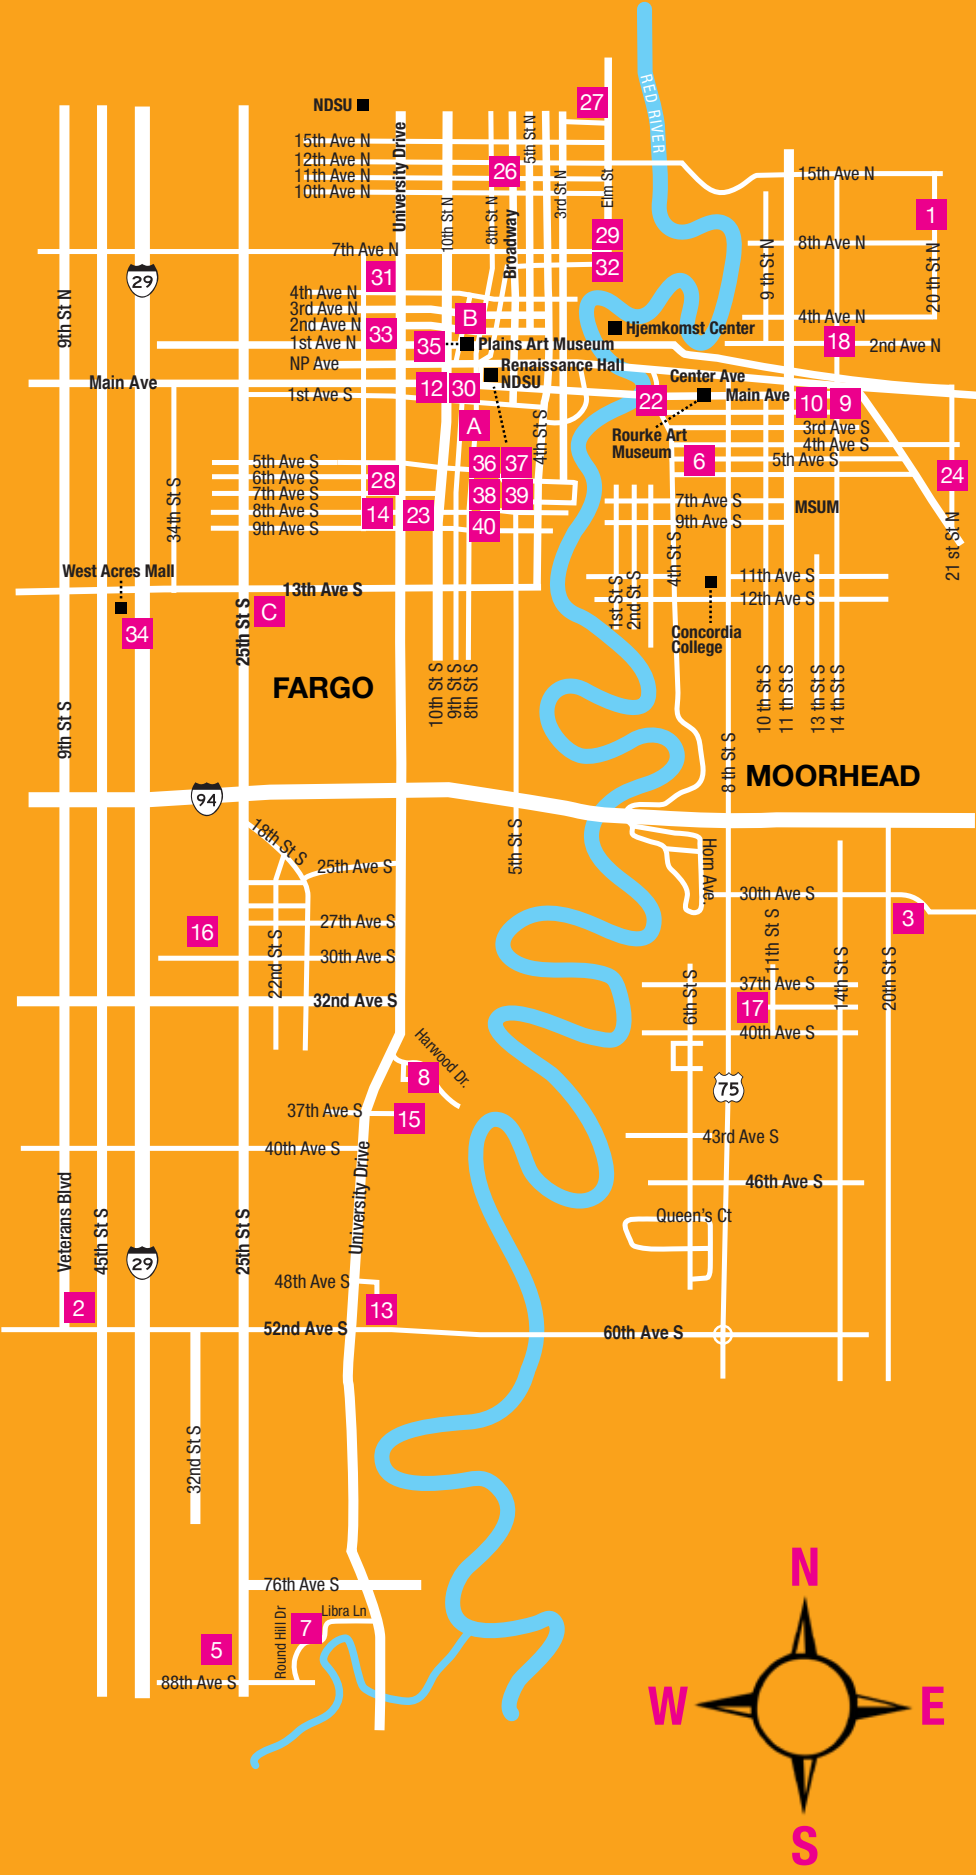 RED RIVER
27
NDSU
University Drive
15th Ave N
12th Ave N
11th Ave N
10th Ave N
26
5th St N
3rd St N
Elm St
15th Ave N
1
10th St N
8th St N
Broadway
29
7th Ave N
8th Ave N
9 th St N
20 th St N
29
31
32
9th St N
4th Ave N
3rd Ave N
2nd Ave N
1st Ave N
NP Ave
33
B
35
Plains Art Museum
Hjemkomst Center
4th Ave N
18
2nd Ave N
Renaissance Hall
NDSU
Main Ave
1st Ave S
12
30
Center Ave
22
Main Ave
10
9
A
4th St S
Rourke Art
Museum
3rd Ave S
4th Ave S
5th Ave S
6
24
5th Ave S
6th Ave S
7th Ave S
8th Ave S
9th Ave S
28
14
23
36
37
38
39
40
34th St S
7th Ave S
9th Ave S
MSUM
21 st St N
4th St S
West Acres Mall
34
13th Ave S
C
25th St S
11th Ave S
12th Ave S
1st St S
2nd St S
Concordia
College
FARGO
10th St S
9th St S
8th St S
10 th St S
11 th St S
13 th St S
14 th St S
9th St S
8 th St S
MOORHEAD
94
18th St S
25th Ave S
5th St S
Horn Ave.
30th Ave S
3
16
27th Ave S
30th Ave S
22nd St S
32nd Ave S
11th St S
6th St S
37th Ave S
17
40th Ave S
14th St S
20th St S
Harwood Dr.
8
15
75
37th Ave S
40th Ave S
University Drive
43rd Ave S
46th Ave S
Queen's Ct
Veterans Blvd
45th St S
29
25th St S
48th Ave S
2
13
52nd Ave S
60th Ave S
32nd St S
76th Ave S
Libra Ln
Round Hill Dr
7
5
88th Ave S
N
W
E
S